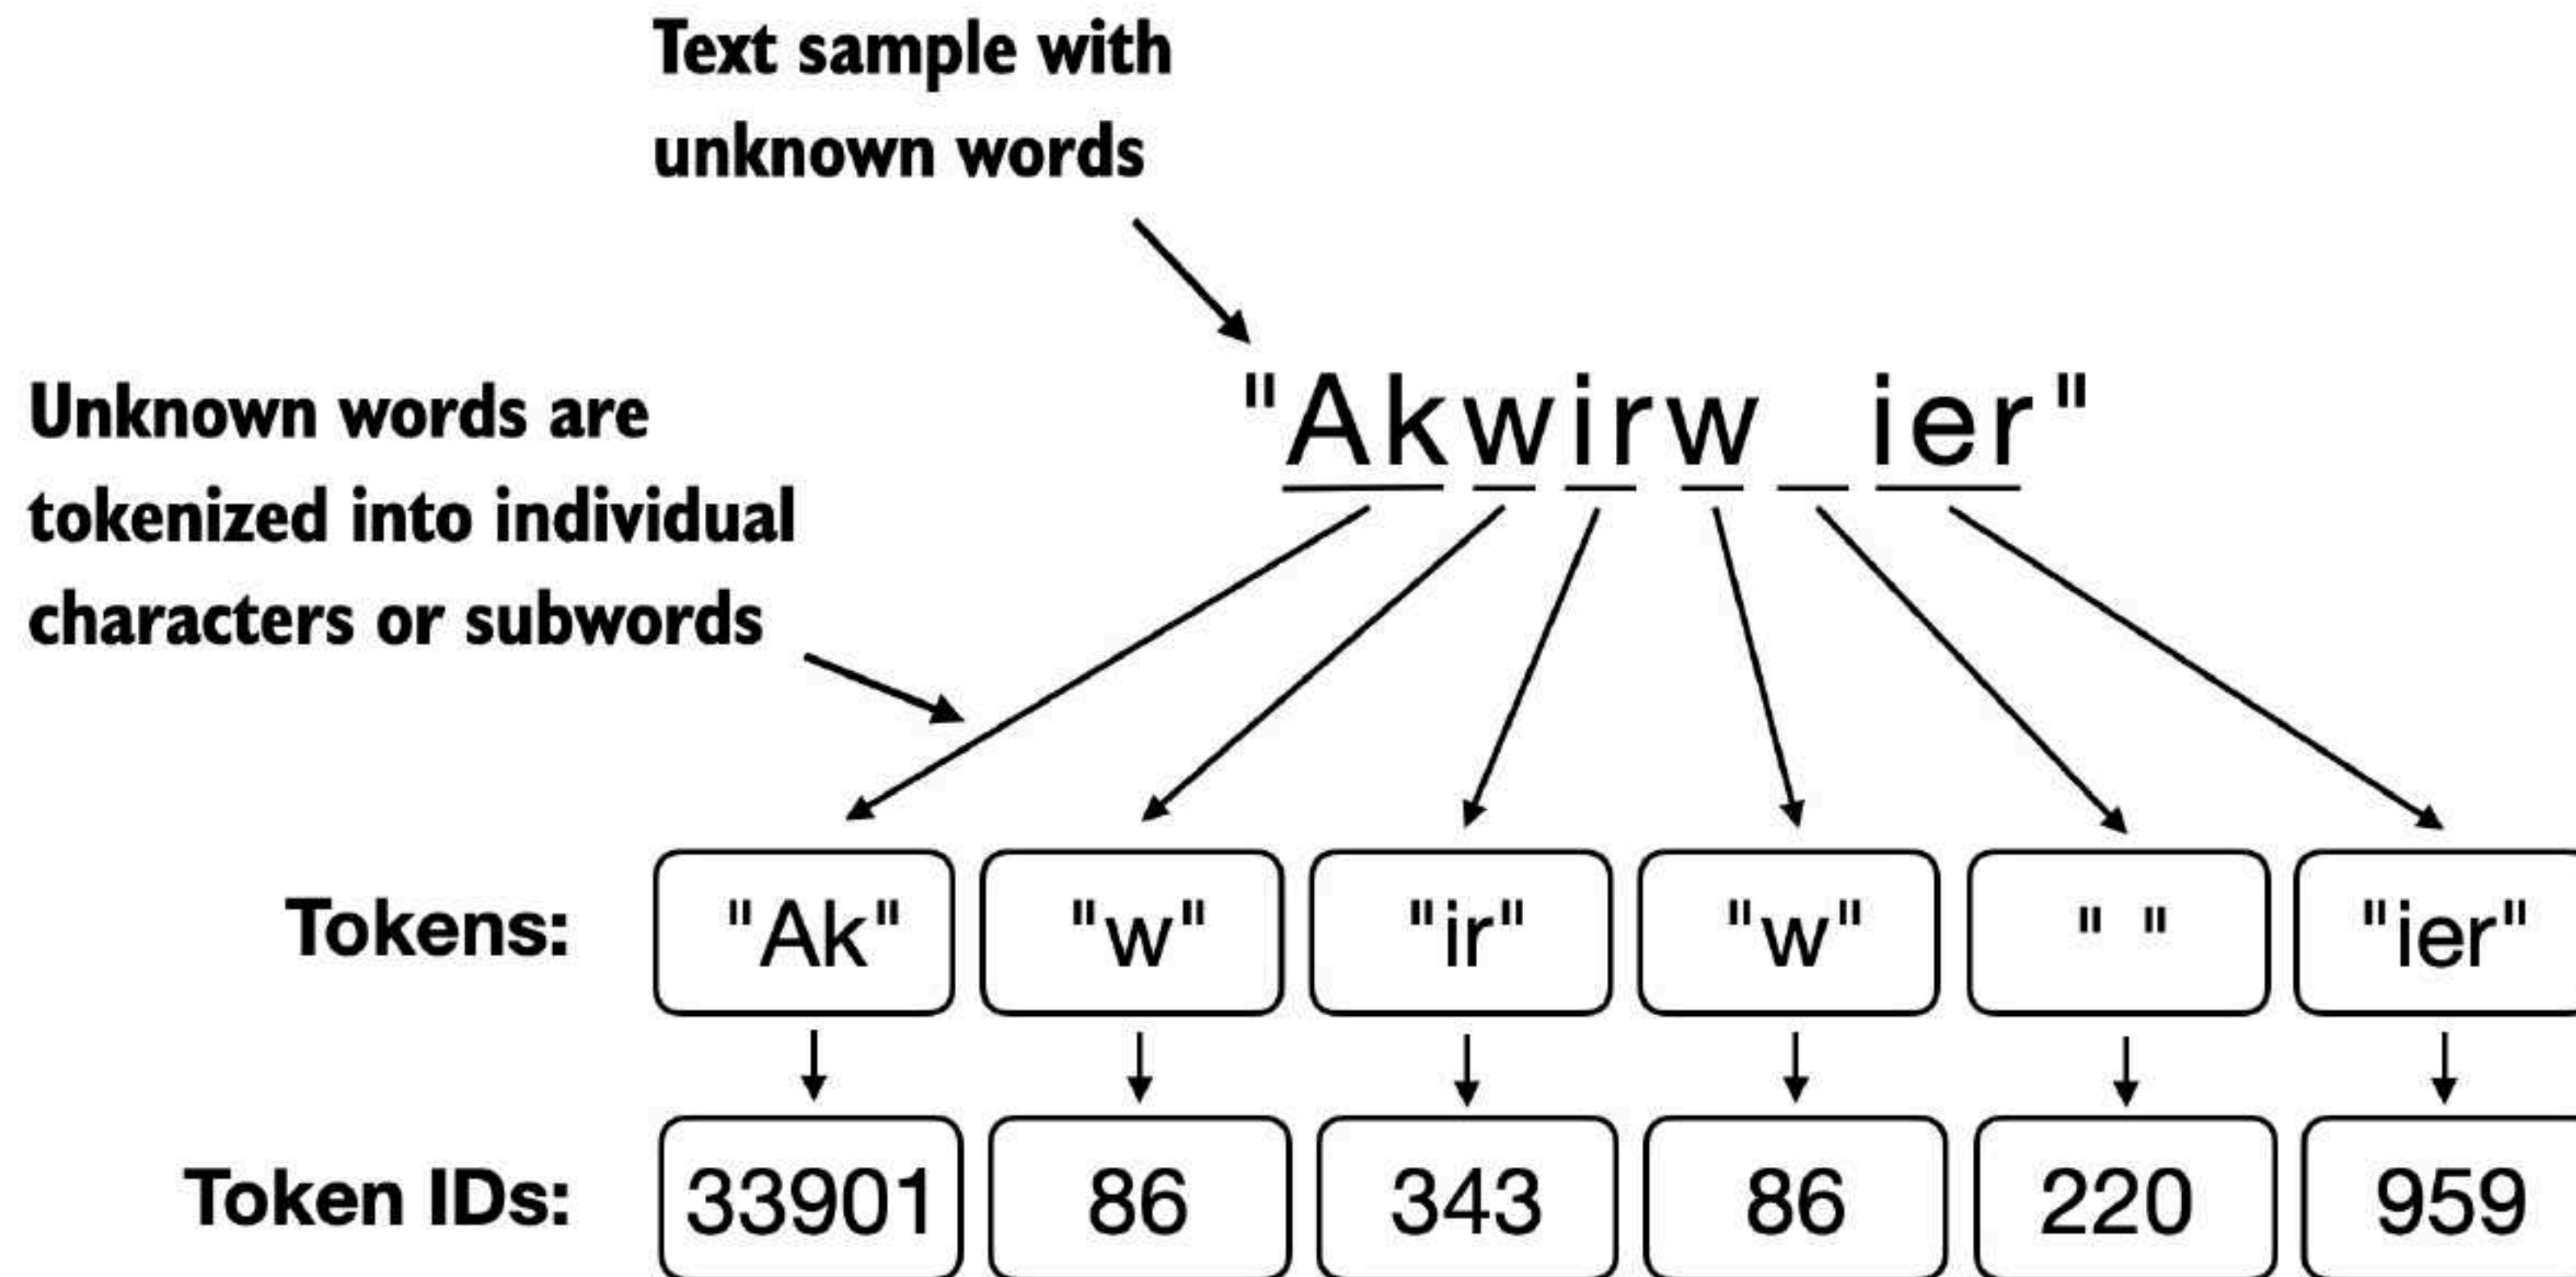 Text sample with
unknown words
"Akwirw ier"
Unknown words are
tokenized into individual
characters or subwords
Tokens: "Ak" "w" "ir" "w" " " "ier"
Token IDs: 33901 86 343 86 220 959